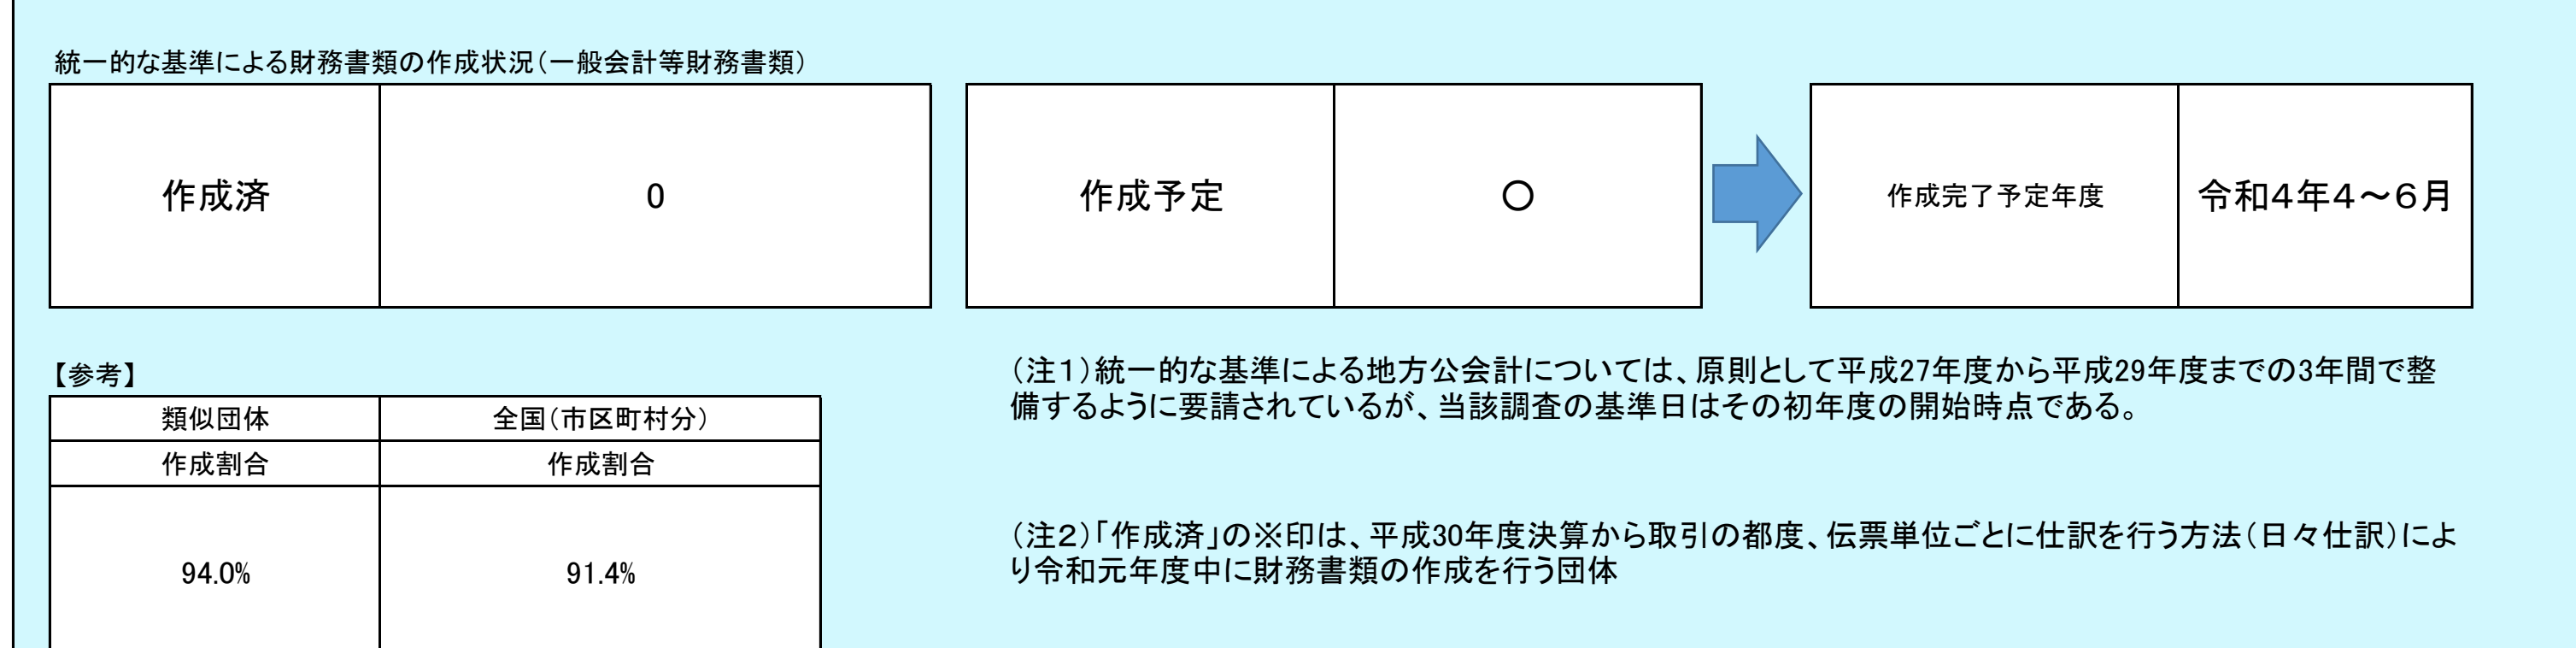 統一的な基準による財務書類の作成状況（一般会計等財務書類）
作成済 0 作成予定 〇 作成完了予定年度 令和４年４～６月
【参考】
類似団体 全国（市区町村分）
作成割合 作成割合
94.0% 91.4%
（注１）統一的な基準による地方公会計については、原則として平成27年度から平成29年度までの3年間で整
備するように要請されているが、当該調査の基準日はその初年度の開始時点である。
（注２）「作成済」の※印は、平成30年度決算から取引の都度、伝票単位ごとに仕訳を行う方法（日々仕訳）によ
り令和元年度中に財務書類の作成を行う団体